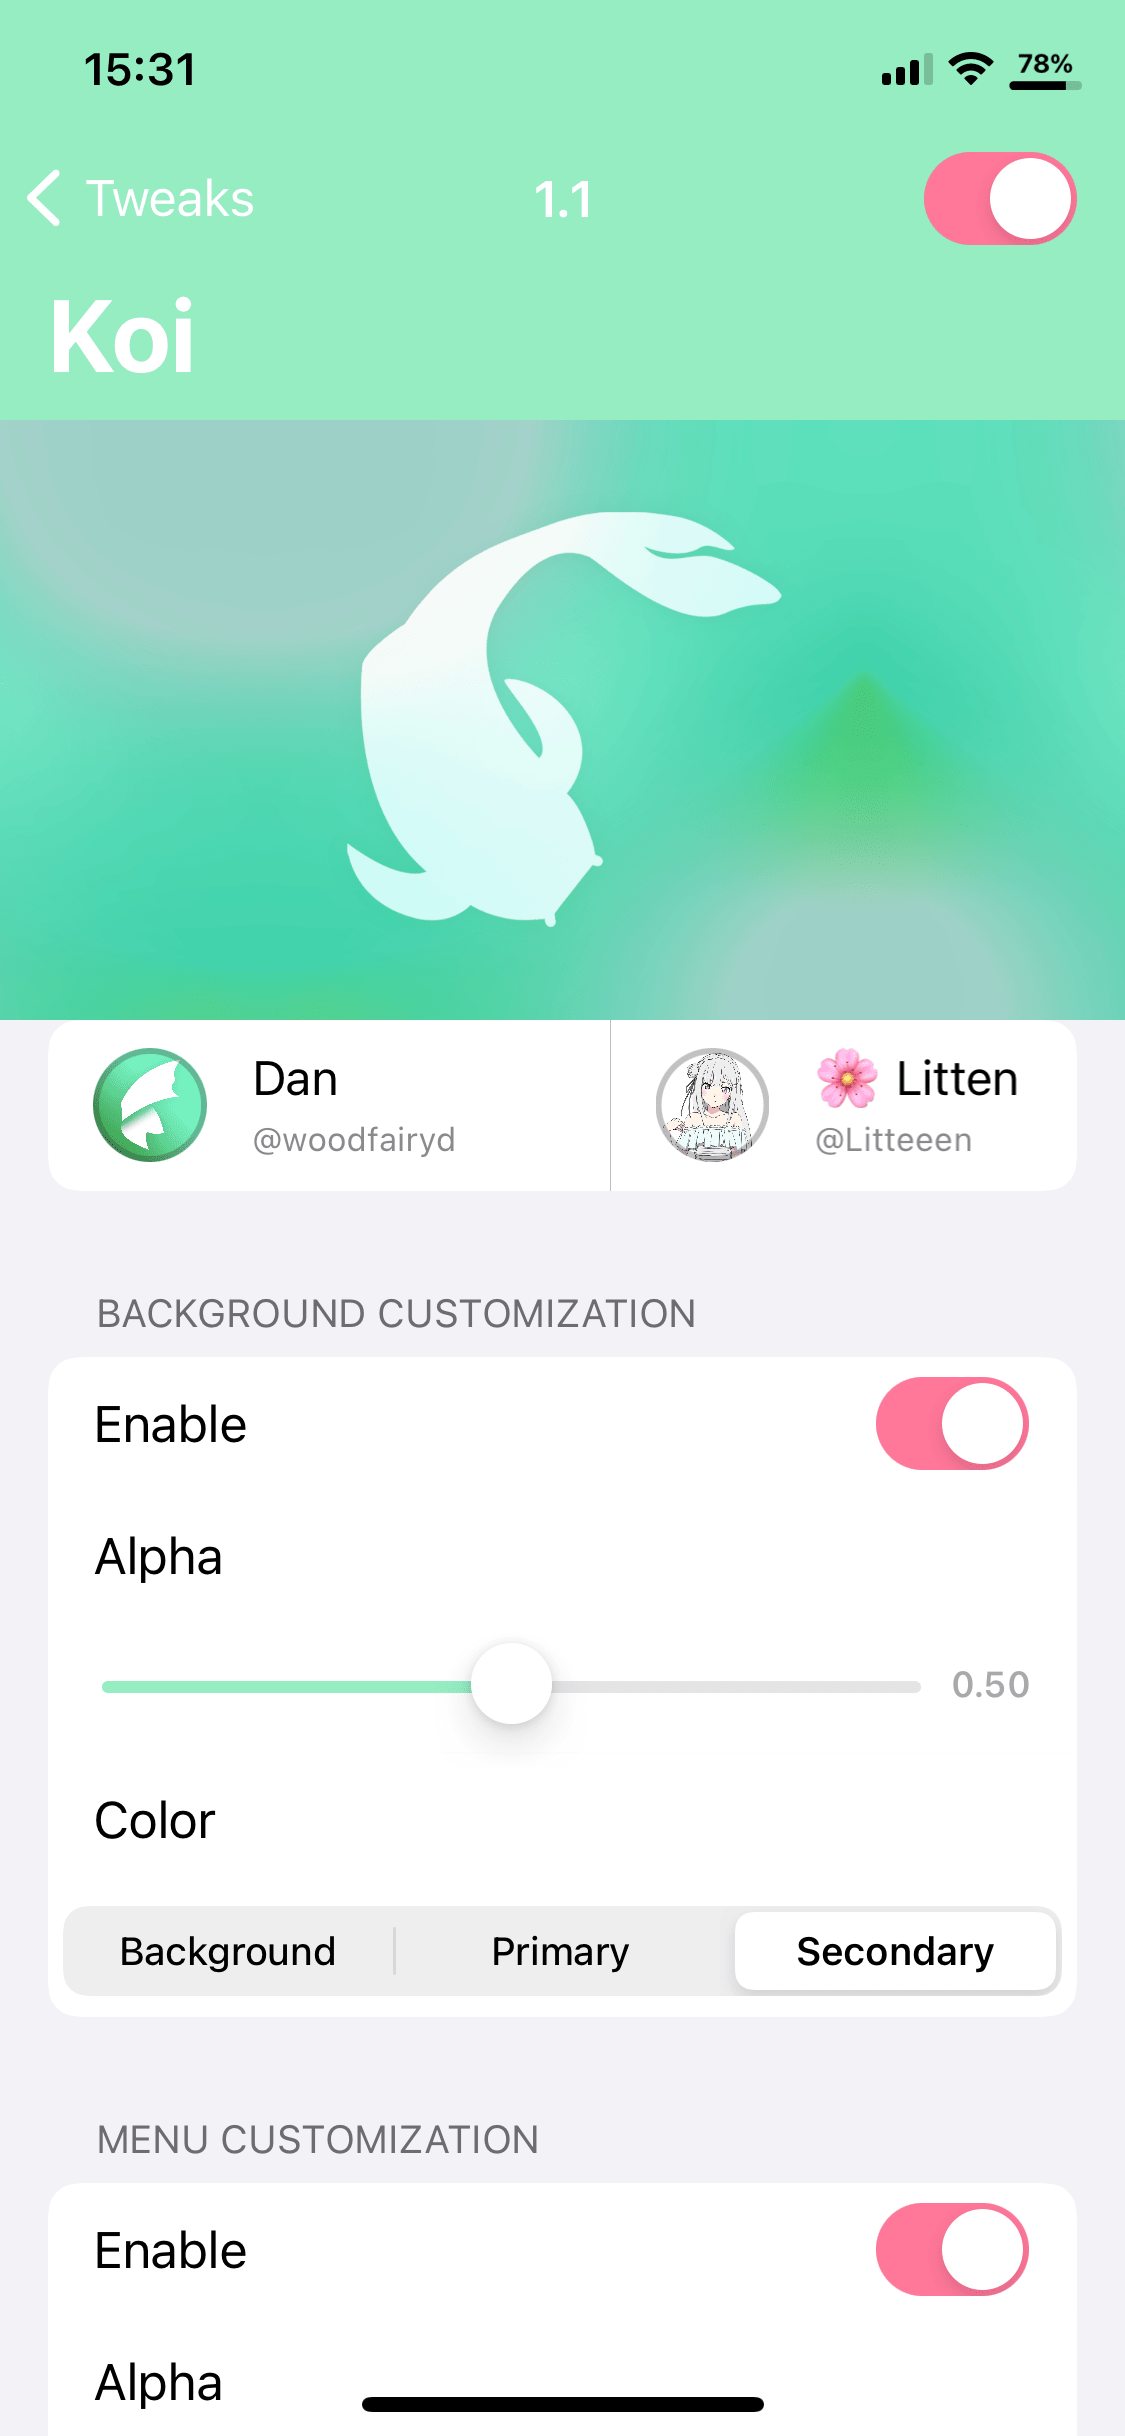 15:31
78%
Tweaks
1.1
Koi
Dan
@woodfairyd
🌸 Litten
@Litteeen
BACKGROUND CUSTOMIZATION
Enable
Alpha
0.50
Color
Background
Primary
Secondary
MENU CUSTOMIZATION
Enable
Alpha